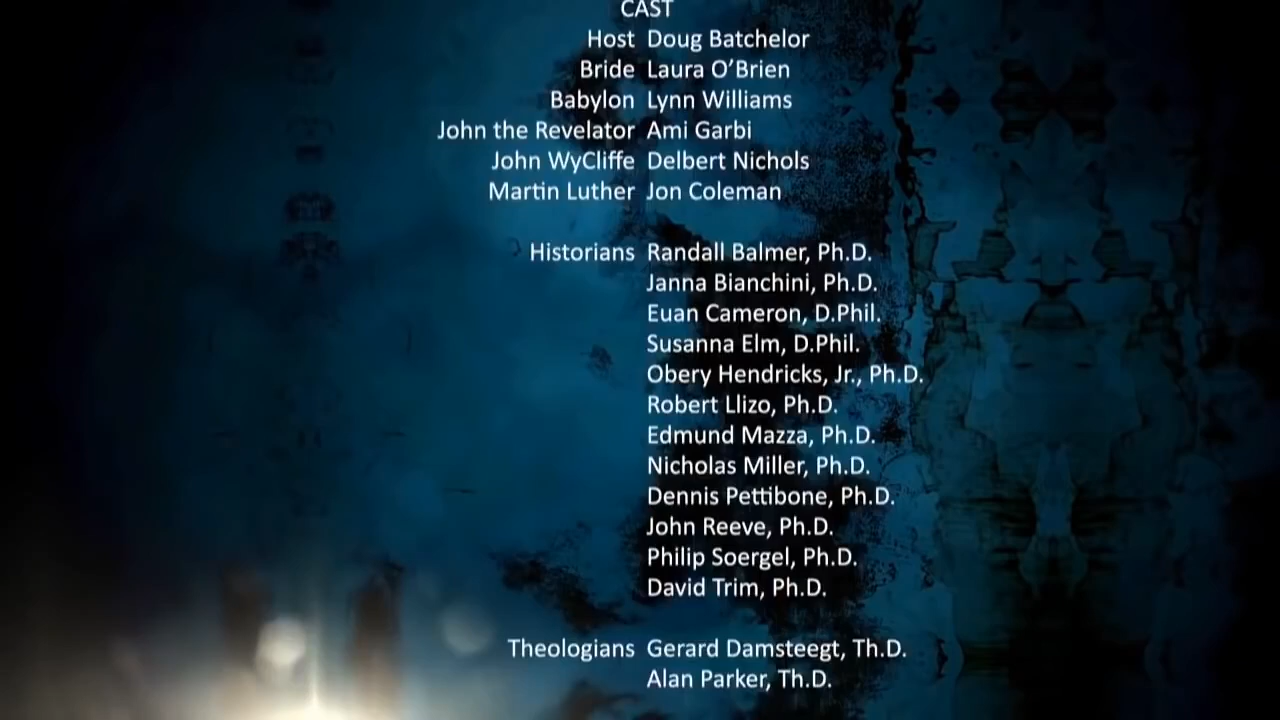 CAST
Host Doug Batchelor
Bride Laura O’Brien
Babylon Lynn Williams
John the Revelator Ami Garbi
John WyCliffe Delbert Nichols
Martin Luther Jon Coleman
Historians Randall Balmer, Ph.D.
Janna Bianchini, Ph.D.
Euan Cameron, D.Phil.
Susanna Elm, D.Phil.
Obery Hendricks, Jr., Ph.D.
Robert Llizo, Ph.D.
Edmund Mazza, Ph.D.
Nicholas Miller, Ph.D.
Dennis Pettibone, Ph.D.
John Reeve, Ph.D.
Philip Soergel, Ph.D.
David Trim, Ph.D.
Theologians Gerard Damsteegt, Th.D.
Alan Parker, Th.D.